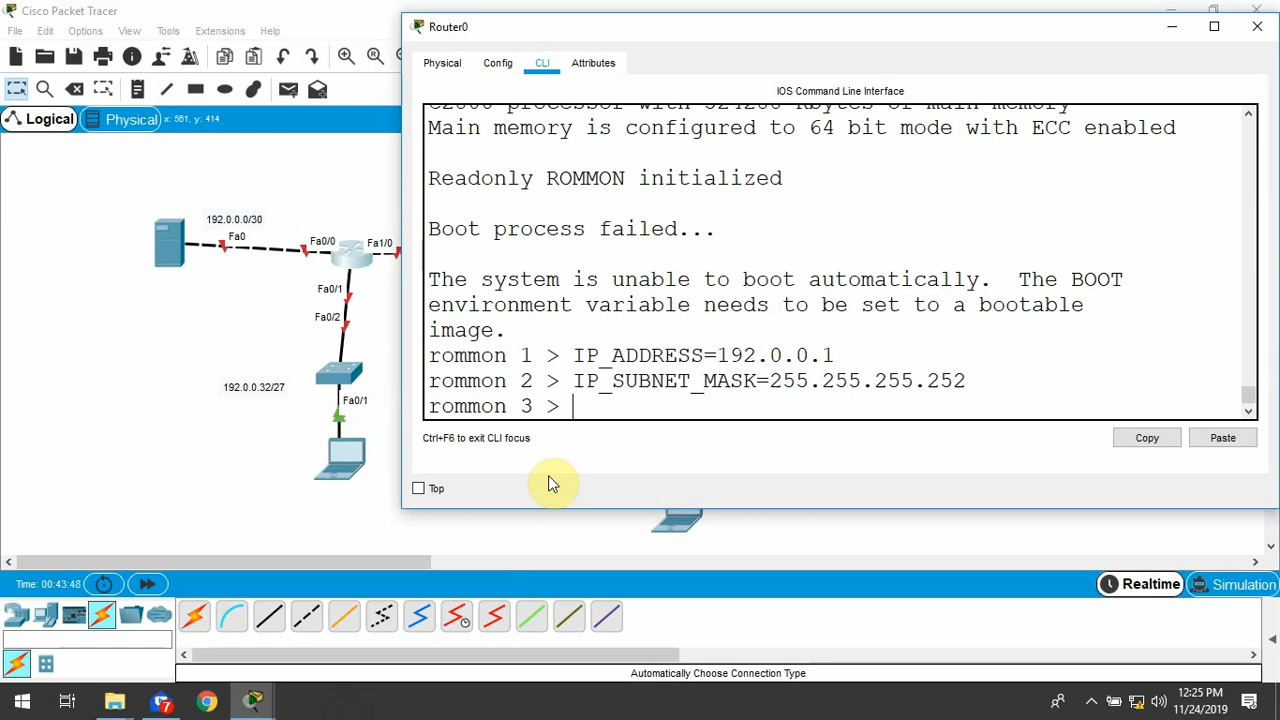 Cisco Packet Tracer
File Edit Options View Tools Extensions Help
Logical Physical x: 561, y: 414
192.0.0.0/30
Fa0
Fa0/0
Fa1/0
Fa0/1
Fa0/2
192.0.0.32/27
Fa0/1
Router0
Physical Config CLI Attributes
IOS Command Line Interface
Main memory is configured to 64 bit mode with ECC enabled
Readonly ROMMON initialized
Boot process failed...
The system is unable to boot automatically. The BOOT
environment variable needs to be set to a bootable
image.
rommon 1 > IP_ADDRESS=192.0.0.1
rommon 2 > IP_SUBNET_MASK=255.255.255.252
rommon 3 >
Ctrl+F6 to exit CLI focus
Copy Paste
Top
Time: 00:43:48
Realtime Simulation
Automatically Choose Connection Type
12:25 PM
11/24/2019